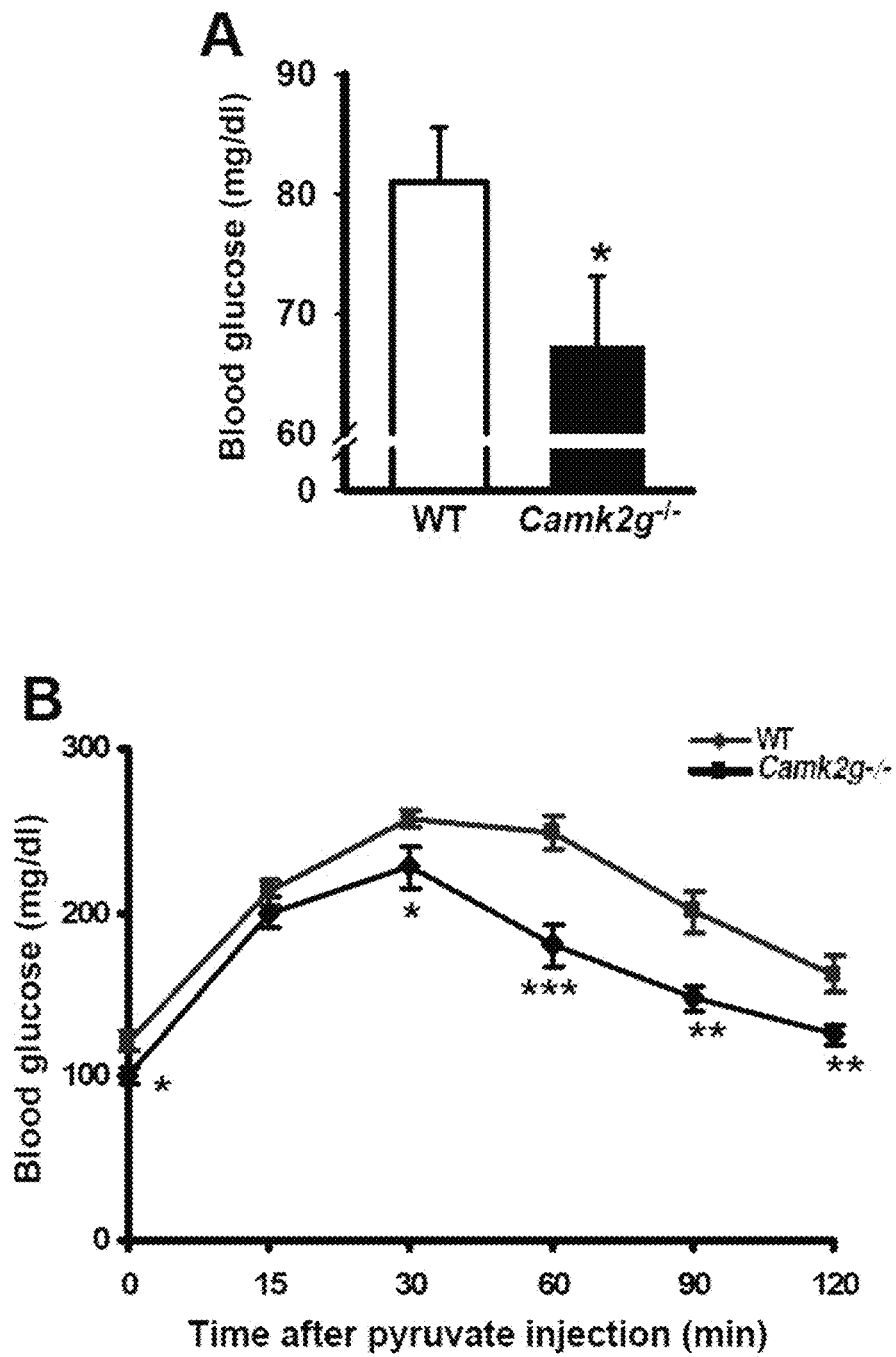 A
Blood glucose (mg/dl)
90
80
70
60
0
*
WT
Camk2g-/-
B
Blood glucose (mg/dl)
300
200
100
0
WT
Camk2g-/-
*
*
***
**
**
0 15 30 60 90 120
Time after pyruvate injection (min)